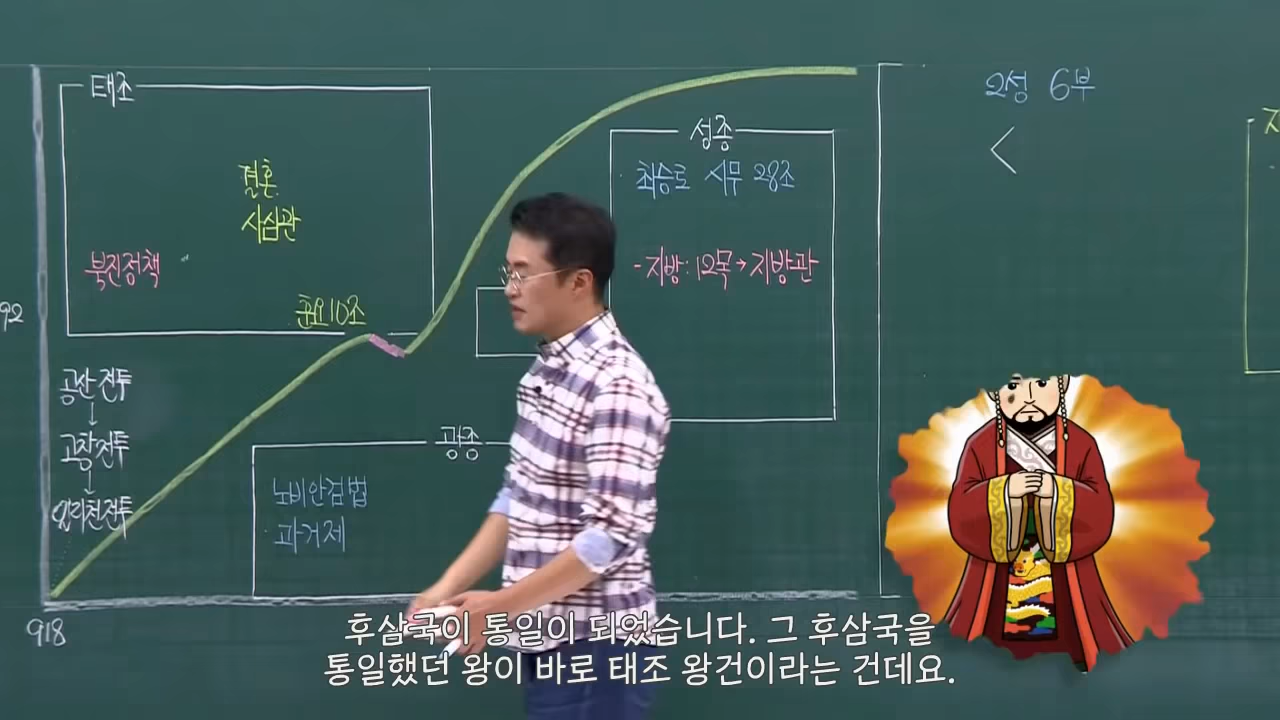 태조
결혼
사심관
북진정책
훈요10조
92
공산전투
↓
고창전투
↓
일리천전투
918
광종
노비안검법
· 과거제
성종
· 최승로 시무 28조
- 지방: 12목 → 지방관
2성 6부
<
후삼국이 통일이 되었습니다. 그 후삼국을
통일했던 왕이 바로 태조 왕건이라는 건데요.